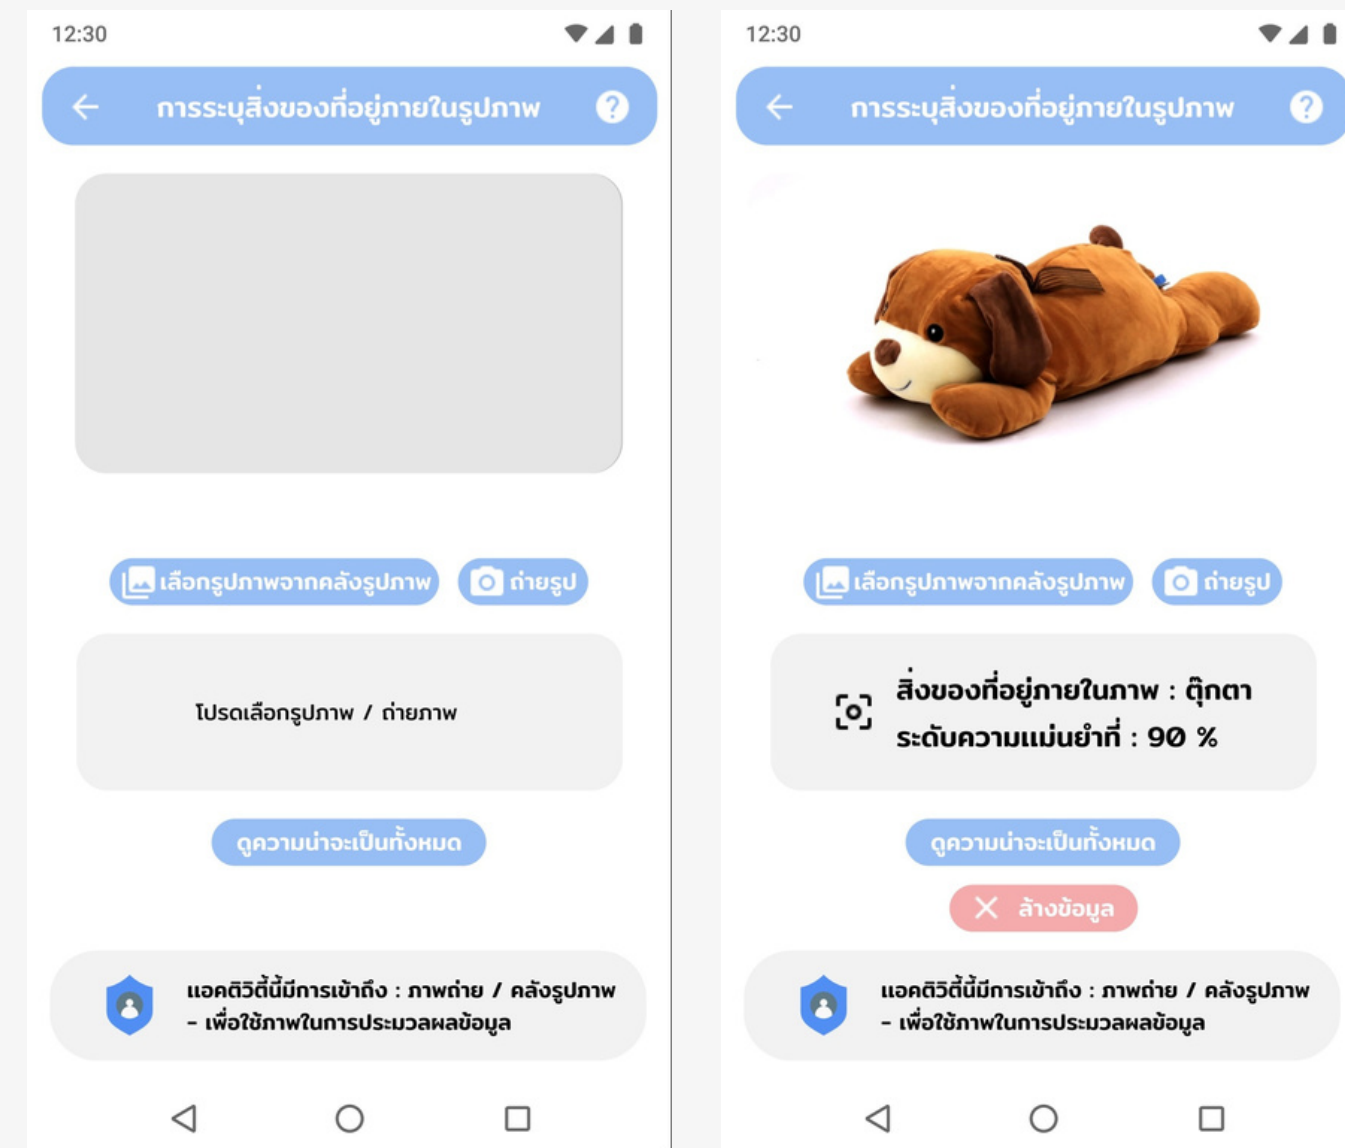 12:30
การระบุสิ่งของที่อยู่ภายในรูปภาพ
?
เลือกรูปภาพจากคลังรูปภาพ
ถ่ายรูป
โปรดเลือกรูปภาพ / ถ่ายภาพ
ดูความน่าจะเป็นทั้งหมด
แอคติวิตี้นี้มีการเข้าถึง : ภาพถ่าย / คลังรูปภาพ
- เพื่อใช้ภาพในการประมวลผลข้อมูล
12:30
การระบุสิ่งของที่อยู่ภายในรูปภาพ
?
เลือกรูปภาพจากคลังรูปภาพ
ถ่ายรูป
สิ่งของที่อยู่ภายในภาพ : ตุ๊กตา
ระดับความแม่นยำที่ : 90 %
ดูความน่าจะเป็นทั้งหมด
ล้างข้อมูล
แอคติวิตี้นี้มีการเข้าถึง : ภาพถ่าย / คลังรูปภาพ
- เพื่อใช้ภาพในการประมวลผลข้อมูล